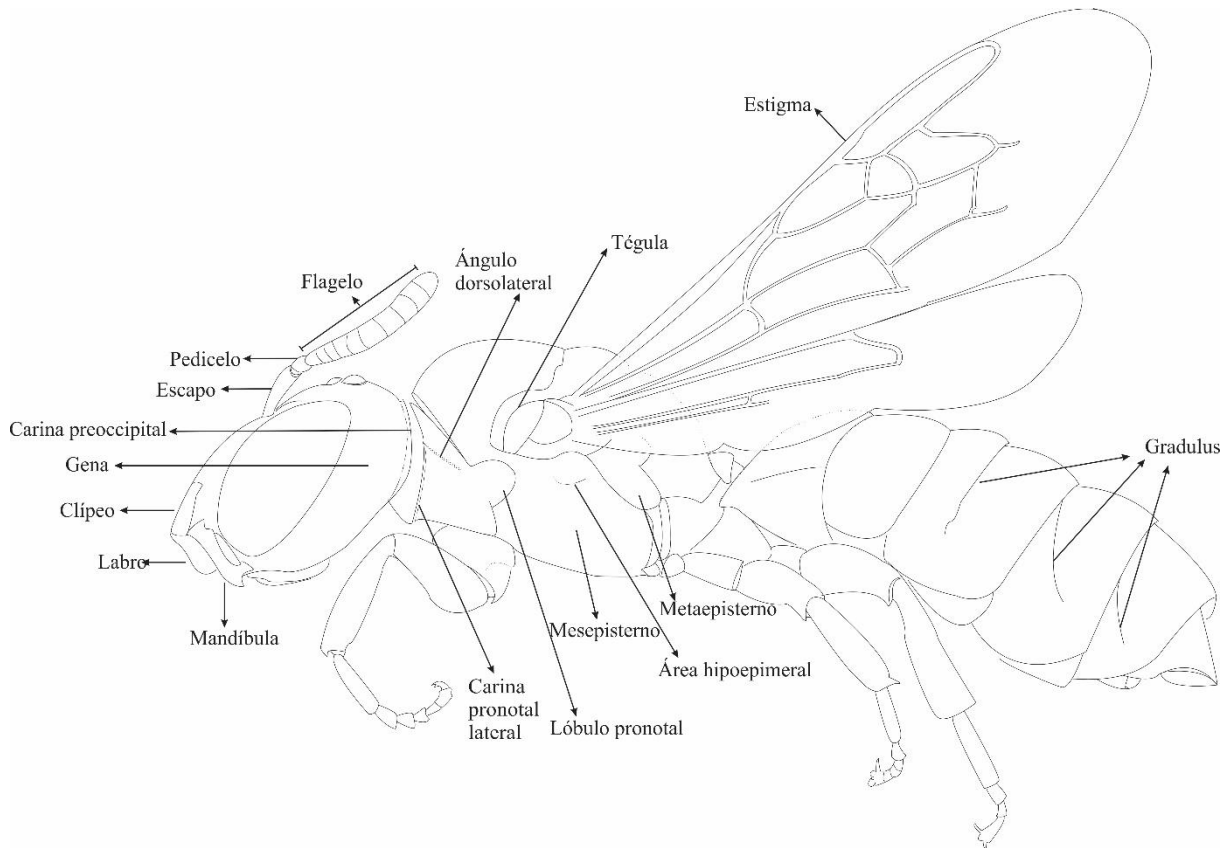 Estigma
Tégula
Ángulo
dorsolateral
Flagelo
Pedicelo
Escapo
Carina preoccipital
Gena
Gradulus
Clípeo
Labro
Mandíbula
Metaepisterno
Mesepisterno
Área hipoepimeral
Carina
pronotal
lateral
Lóbulo pronotal